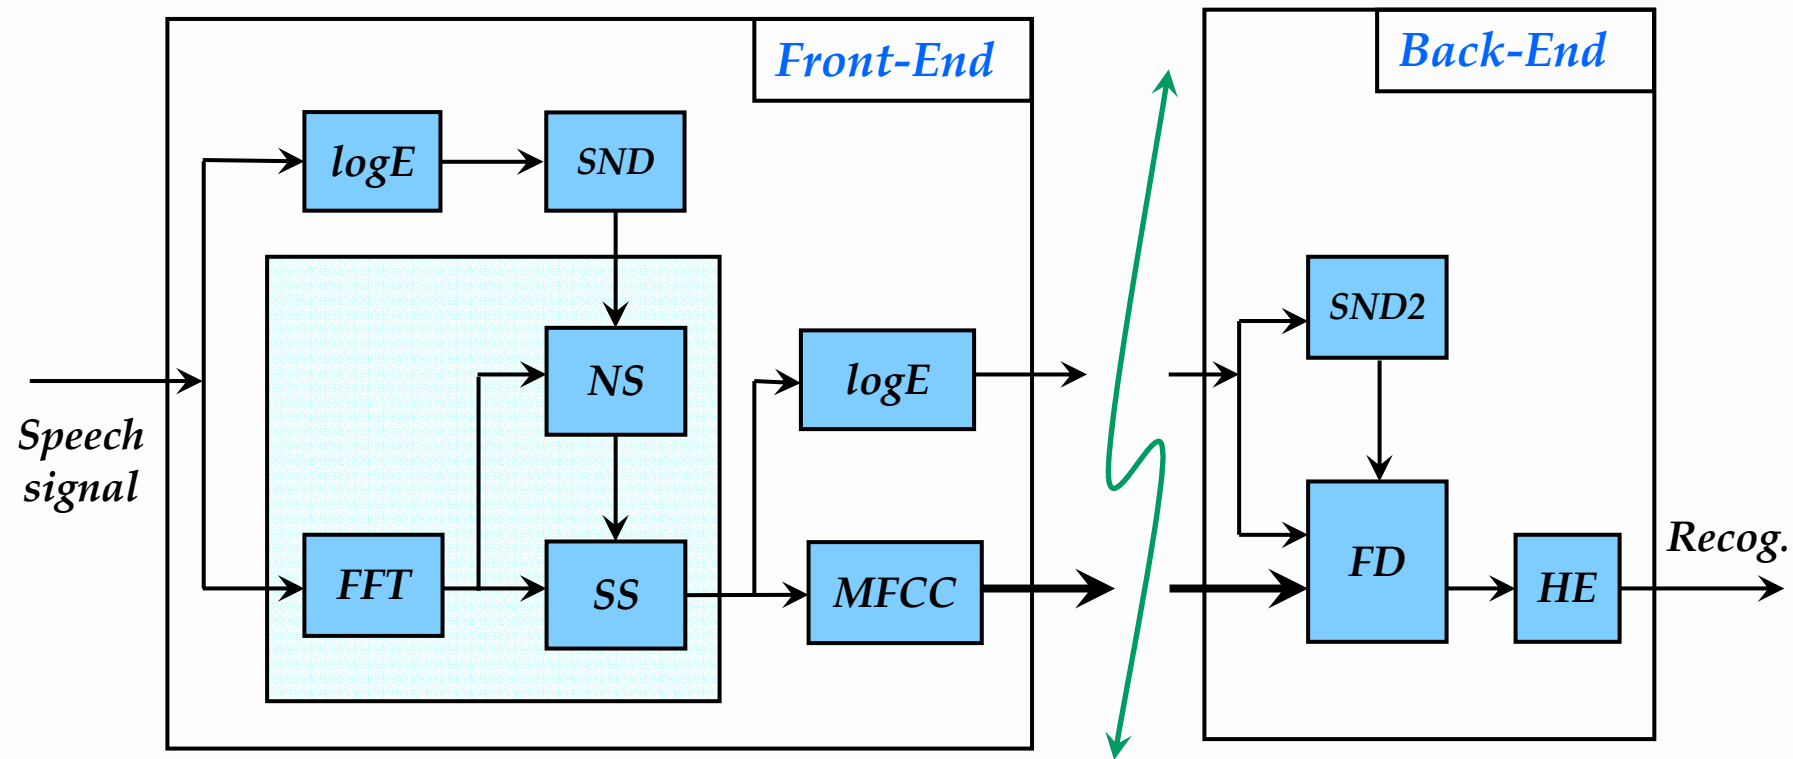 Front-End
Back-End
logE
SND
SND2
NS
logE
Speech
signal
FFT
SS
MFCC
FD
HE
Recog.